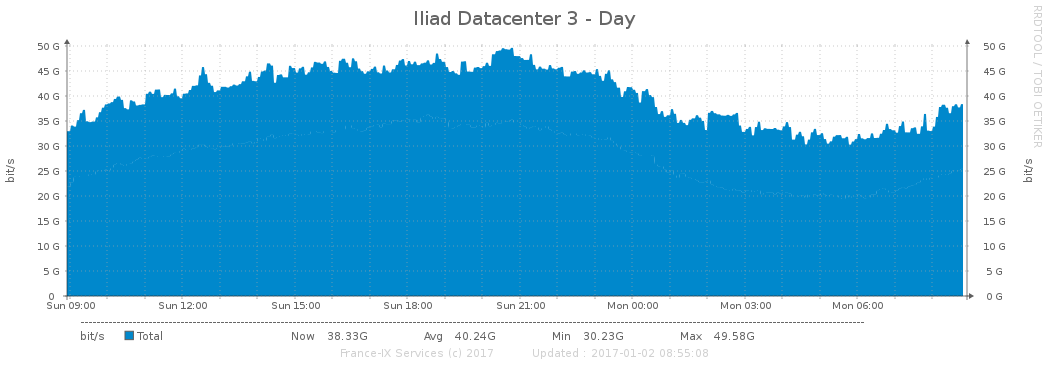 Iliad Datacenter 3 - Day
RRDTOOL / TOBI OETIKER
bit/s
50 G
45 G
40 G
35 G
30 G
25 G
20 G
15 G
10 G
5 G
0
50 G
45 G
40 G
35 G
30 G
25 G
20 G
15 G
10 G
5 G
0 G
bit/s
Sun 09:00 Sun 12:00 Sun 15:00 Sun 18:00 Sun 21:00 Mon 00:00 Mon 03:00 Mon 06:00
bit/s Total Now 38.33G Avg 40.24G Min 30.23G Max 49.58G
France-IX Services (c) 2017 Updated : 2017-01-02 08:55:08